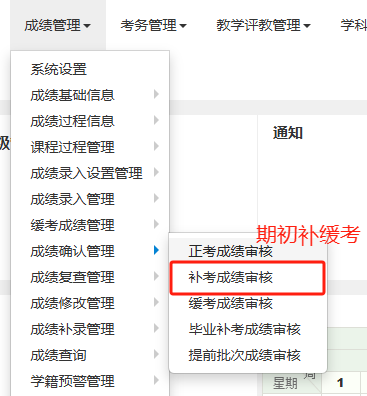 成绩管理 考务管理 教学评教管理 学科
系统设置
成绩基础信息
成绩过程信息
课程过程管理
成绩录入设置管理
成绩录入管理
缓考成绩管理
成绩确认管理
成绩复查管理
成绩修改管理
成绩补录管理
成绩查询
学籍预警管理
通知
期初补缓考
正考成绩审核
补考成绩审核
缓考成绩审核
毕业补考成绩审核
提前批次成绩审核
周
星期 1